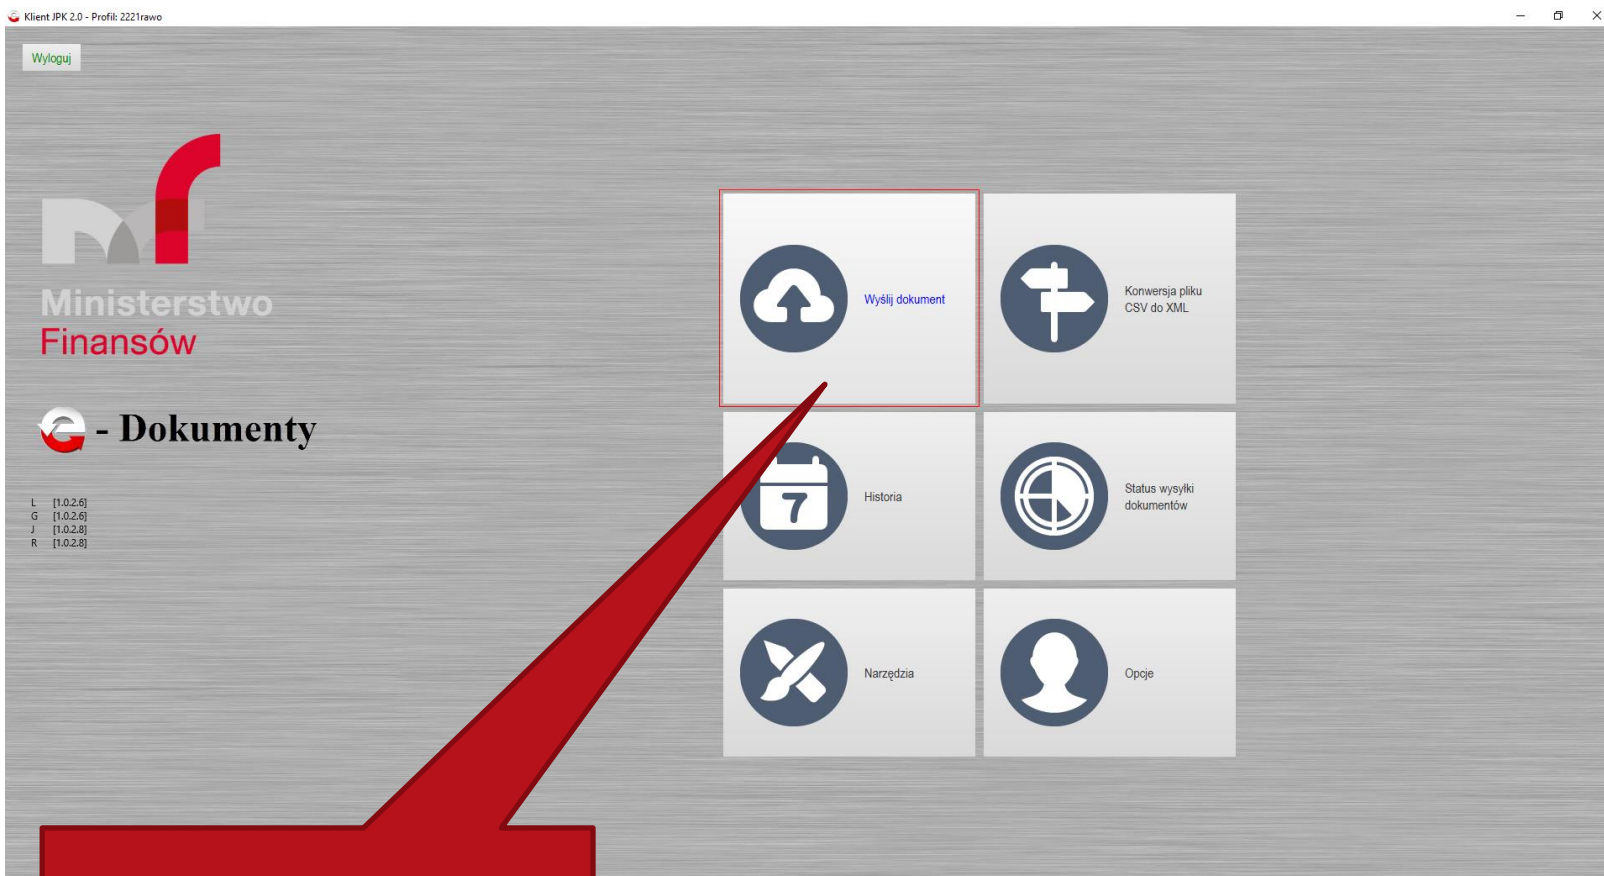 Klient JPK 2.0 - Profil: 2221rawo
Wyloguj
Ministerstwo
Finansów
e - Dokumenty
L [1.0.2.6]
G [1.0.2.6]
J [1.0.2.8]
R [1.0.2.8]
Wyślij dokument
Konwersja pliku
CSV do XML
7
Historia
Status wysyłki
dokumentów
Narzędzia
Opcje